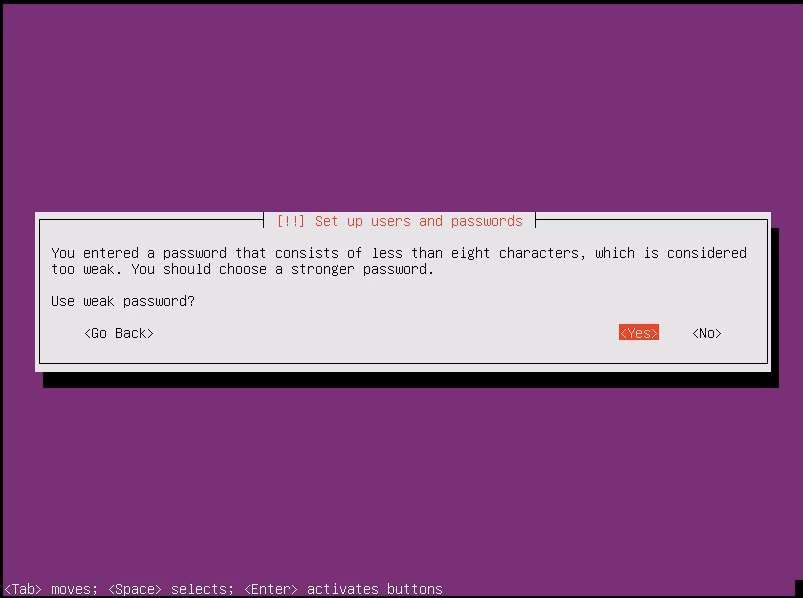 [!!] Set up users and passwords
You entered a password that consists of less than eight characters, which is considered
too weak. You should choose a stronger password.
Use weak password?
<Go Back> <Yes> <No>
<Tab> moves; <Space> selects; <Enter> activates buttons